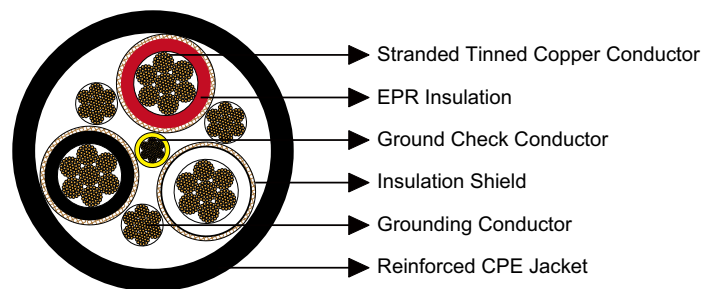 Stranded Tinned Copper Conductor
EPR Insulation
Ground Check Conductor
Insulation Shield
Grounding Conductor
Reinforced CPE Jacket